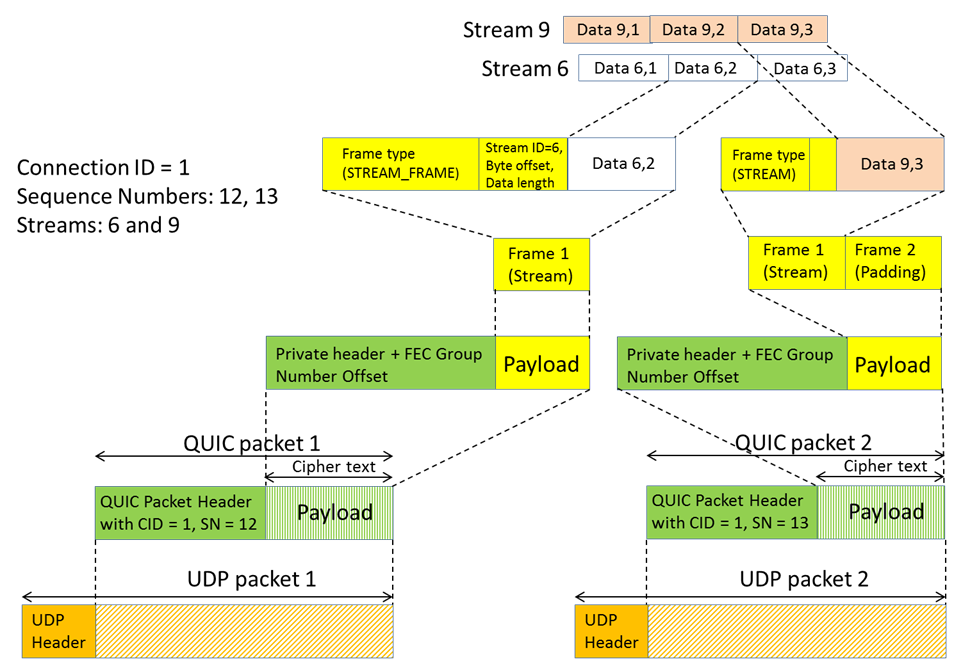 Stream 9
Data 9,1
Data 9,2
Data 9,3
Stream 6
Data 6,1
Data 6,2
Data 6,3
Connection ID = 1
Sequence Numbers: 12, 13
Streams: 6 and 9
Frame type
(STREAM_FRAME)
Stream ID=6,
Byte offset,
Data length
Data 6,2
Frame type
(STREAM)
Data 9,3
Frame 1
(Stream)
Frame 1
(Stream)
Frame 2
(Padding)
Private header + FEC Group
Number Offset
Payload
Private header + FEC Group
Number Offset
Payload
QUIC packet 1
Cipher text
QUIC Packet Header
with CID = 1, SN = 12
Payload
QUIC packet 2
Cipher text
QUIC Packet Header
with CID = 1, SN = 13
Payload
UDP packet 1
UDP
Header
UDP packet 2
UDP
Header